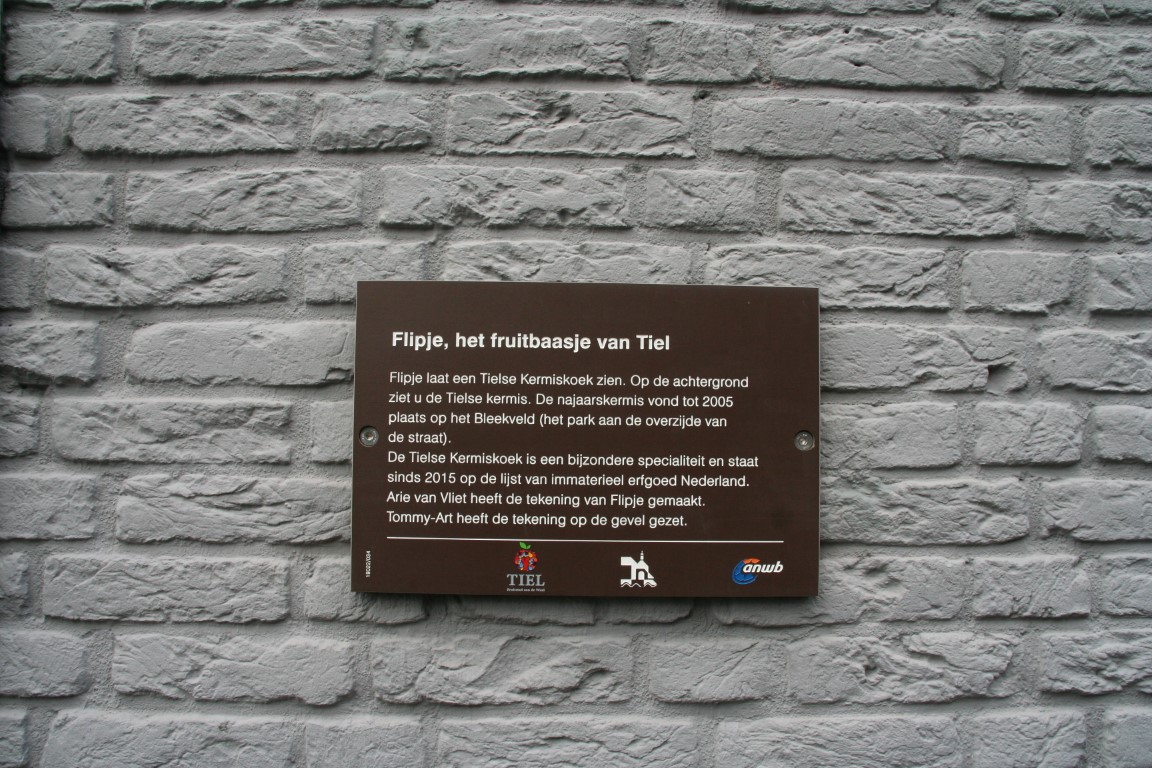 Flipje, het fruitbaasje van Tiel
Flipje laat een Tielse Kermiskoek zien. Op de achtergrond
ziet u de Tielse kermis. De najaarskermis vond tot 2005
plaats op het Bleekveld (het park aan de overzijde van
de straat).
De Tielse Kermiskoek is een bijzondere specialiteit en staat
sinds 2015 op de lijst van immaterieel erfgoed Nederland.
Arie van Vliet heeft de tekening van Flipje gemaakt.
Tommy-Art heeft de tekening op de gevel gezet.
TIEL
anwb